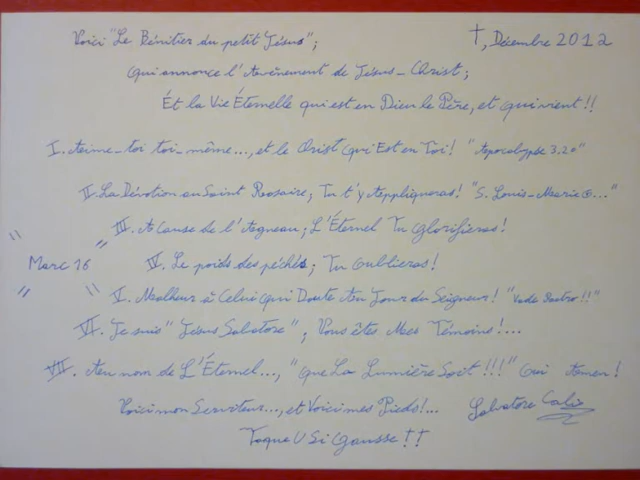 Voici "Le Bénitier du petit Jésus";
†, Décembre 2012
Qui annonce l'Avènement de Jésus-Christ;
Ét la Vie Éternelle qui est en Dieu le Père, et qui vient!!
I. Aime-toi toi-même..., et le Christ qui Est en Toi! "Apocalypse 3.20"
II. La Dévotion au Saint Rosaire; Tu t'y Appliqueras! "S. Louis-Marie G..."
III. A Cause de l'Agneau; L'Éternel Tu Glorifieras!
"Marc 16"
IV. Le poids des péchés; Tu Oublieras!
V. Malheur à Celui qui Doute Au Jour du Seigneur! "Vade !!"
VI. Je suis "Jésus Salvatore"; Vous êtes Mes Témoins!...
VII. Au nom de L'Éternel..., "Que La Lumière Soit!!!" Oui Amen!
Voici mon Serviteur..., et Voici mes Pieds!...
Salvatore
Si !!